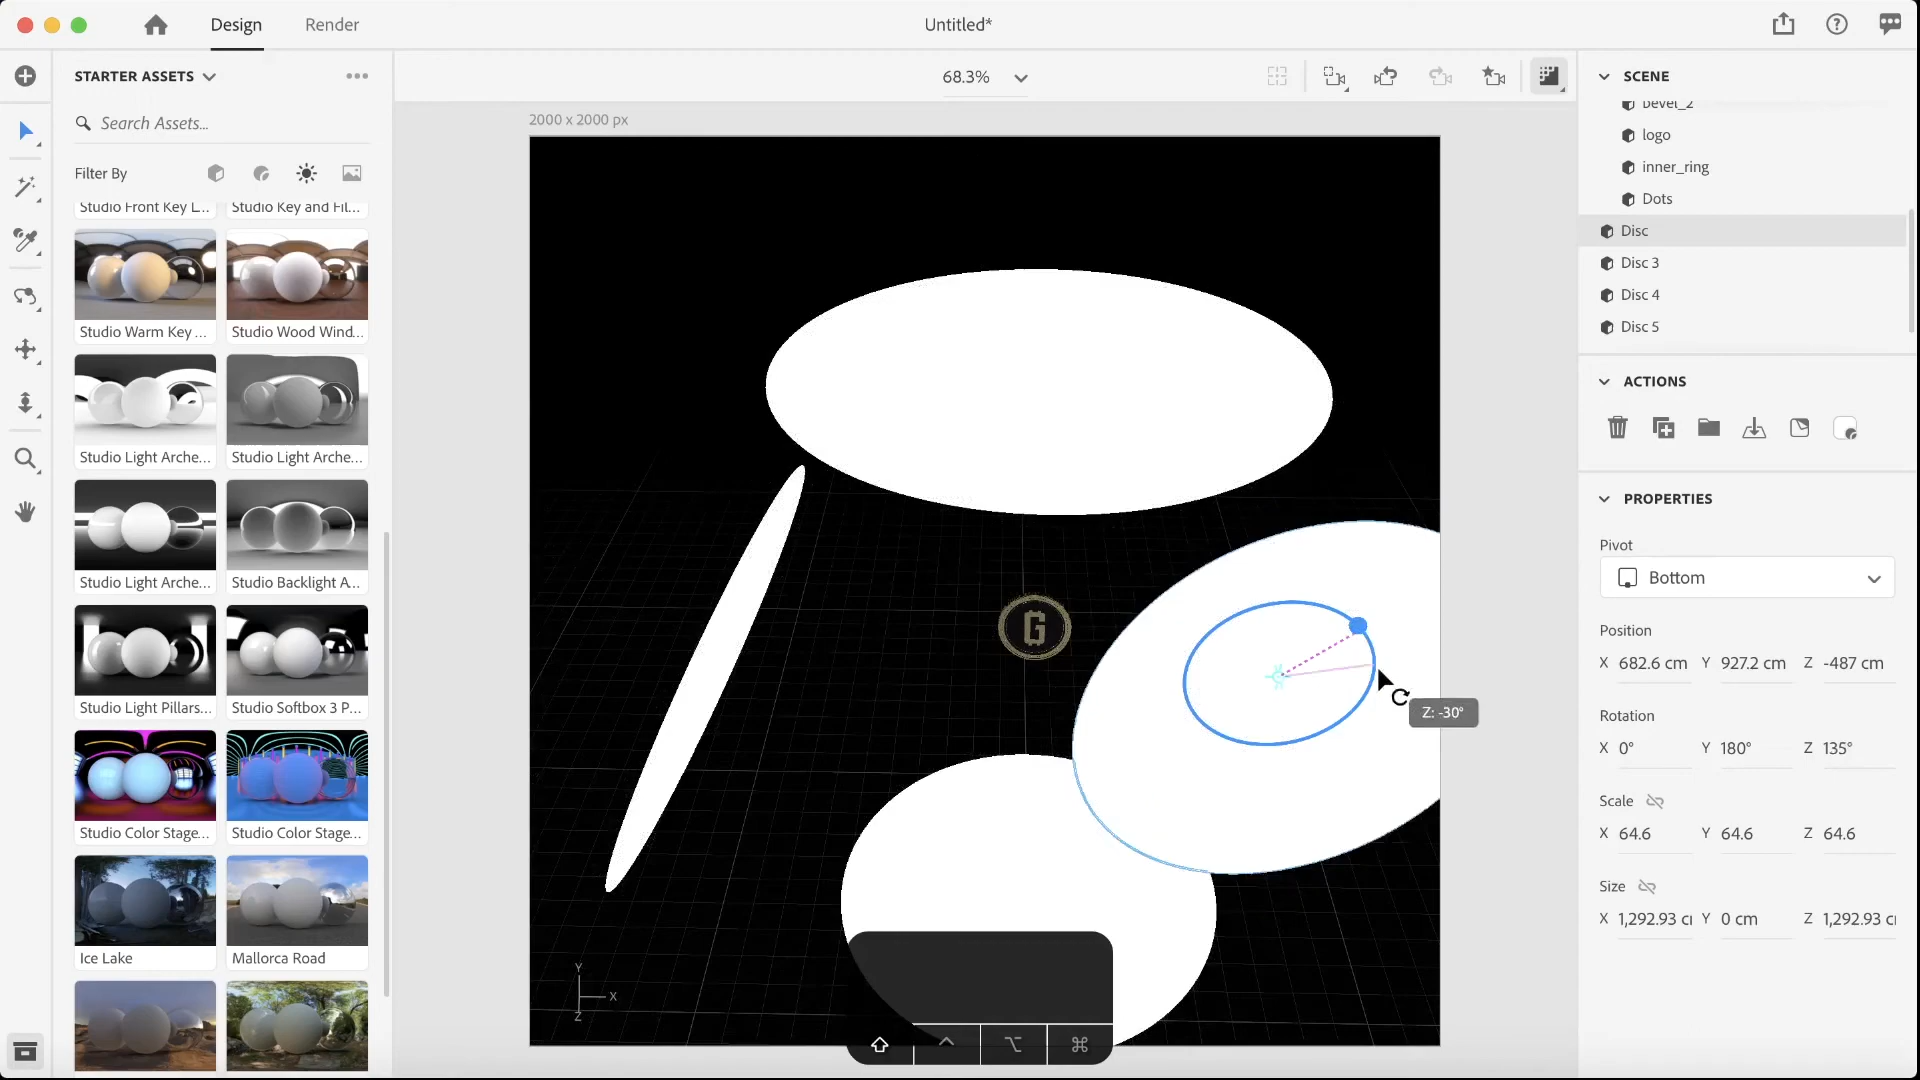 Design
Render
Untitled*
STARTER ASSETS
68.3%
Search Assets...
2000 x 2000 px
Filter By
Studio Front Key L...
Studio Key and Fil...
Studio Warm Key ...
Studio Wood Wind...
Studio Light Arche...
Studio Light Arche...
Studio Light Arche...
Studio Backlight A...
Studio Light Pillars...
Studio Softbox 3 P...
Studio Color Stage...
Studio Color Stage...
Ice Lake
Mallorca Road
G
Z: -30°
Y
X
Z
SCENE
bevel_2
logo
inner_ring
Dots
Disc
Disc 3
Disc 4
Disc 5
ACTIONS
PROPERTIES
Pivot
Bottom
Position
X 682.6 cm Y 927.2 cm Z -487 cm
Rotation
X 0° Y 180° Z 135°
Scale
X 64.6 Y 64.6 Z 64.6
Size
X 1,292.93 cı Y 0 cm Z 1,292.93 cı